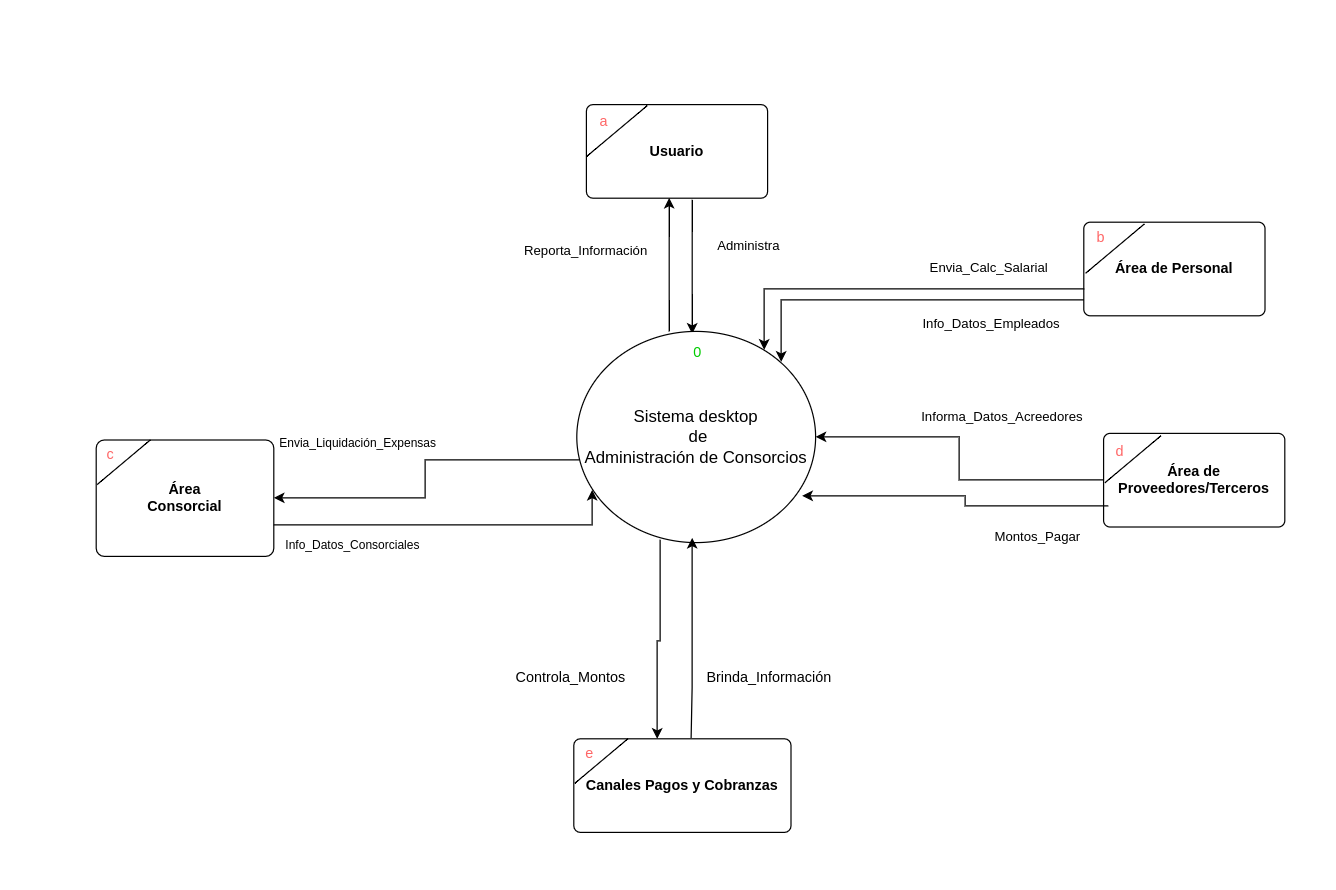 a
Usuario
Reporta_Información
Administra
b
Área de Personal
Envia_Calc_Salarial
Info_Datos_Empleados
0
Sistema desktop
de
Administración de Consorcios
Informa_Datos_Acreedores
d
Área de
Proveedores/Terceros
Montos_Pagar
c
Área
Consorcial
Envia_Liquidación_Expensas
Info_Datos_Consorciales
Controla_Montos
Brinda_Información
e
Canales Pagos y Cobranzas